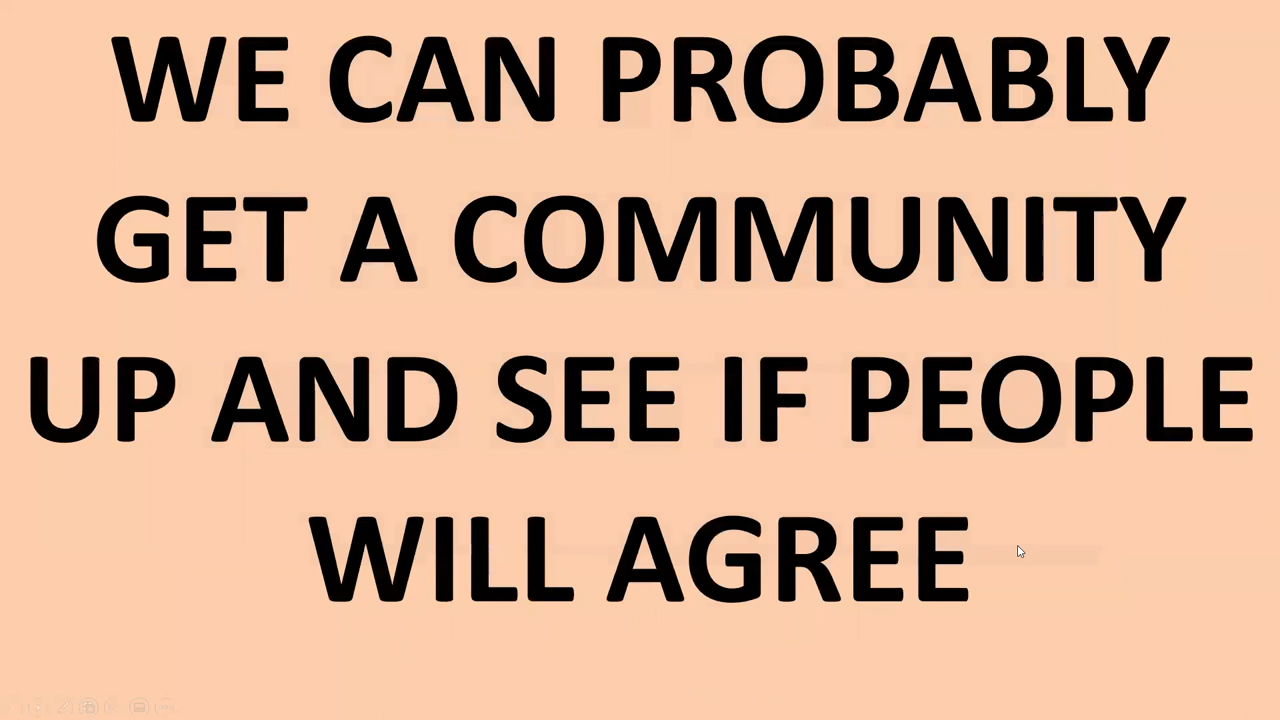 WE CAN PROBABLY
GET A COMMUNITY
UP AND SEE IF PEOPLE
WILL AGREE